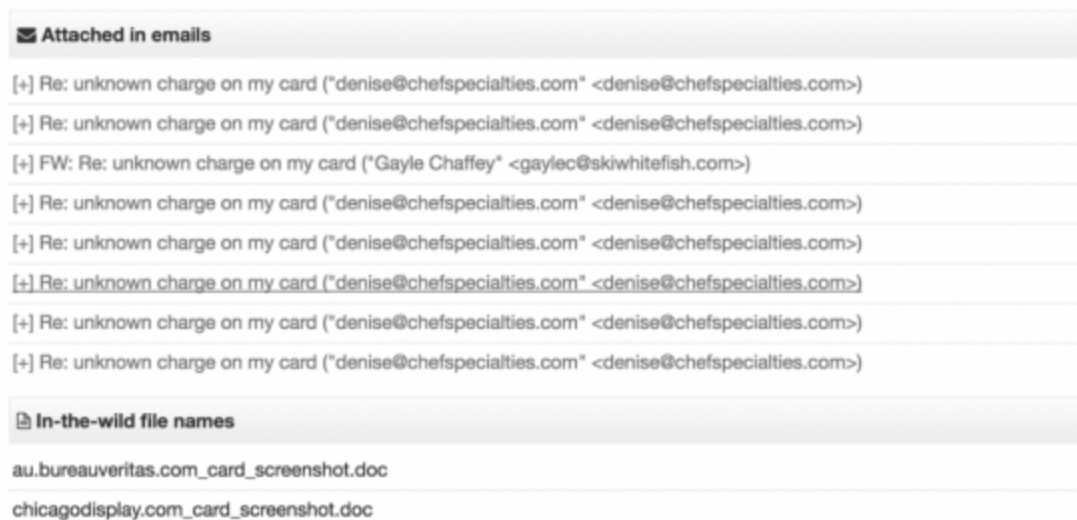 Attached in emails
[+] Re: unknown charge on my card ("denise@chefspecialties.com" <denise@chefspecialties.com>)
[+] Re: unknown charge on my card ("denise@chefspecialties.com" <denise@chefspecialties.com>)
[+] FW: Re: unknown charge on my card ("Gayle Chaffey" <gaylec@skiwhitefish.com>)
[+] Re: unknown charge on my card ("denise@chefspecialties.com" <denise@chefspecialties.com>)
[+] Re: unknown charge on my card ("denise@chefspecialties.com" <denise@chefspecialties.com>)
[+] Re: unknown charge on my card ("denise@chefspecialties.com" <denise@chefspecialties.com>)
[+] Re: unknown charge on my card ("denise@chefspecialties.com" <denise@chefspecialties.com>)
[+] Re: unknown charge on my card ("denise@chefspecialties.com" <denise@chefspecialties.com>)
In-the-wild file names
au.bureauveritas.com_card_screenshot.doc
chicagodisplay.com_card_screenshot.doc